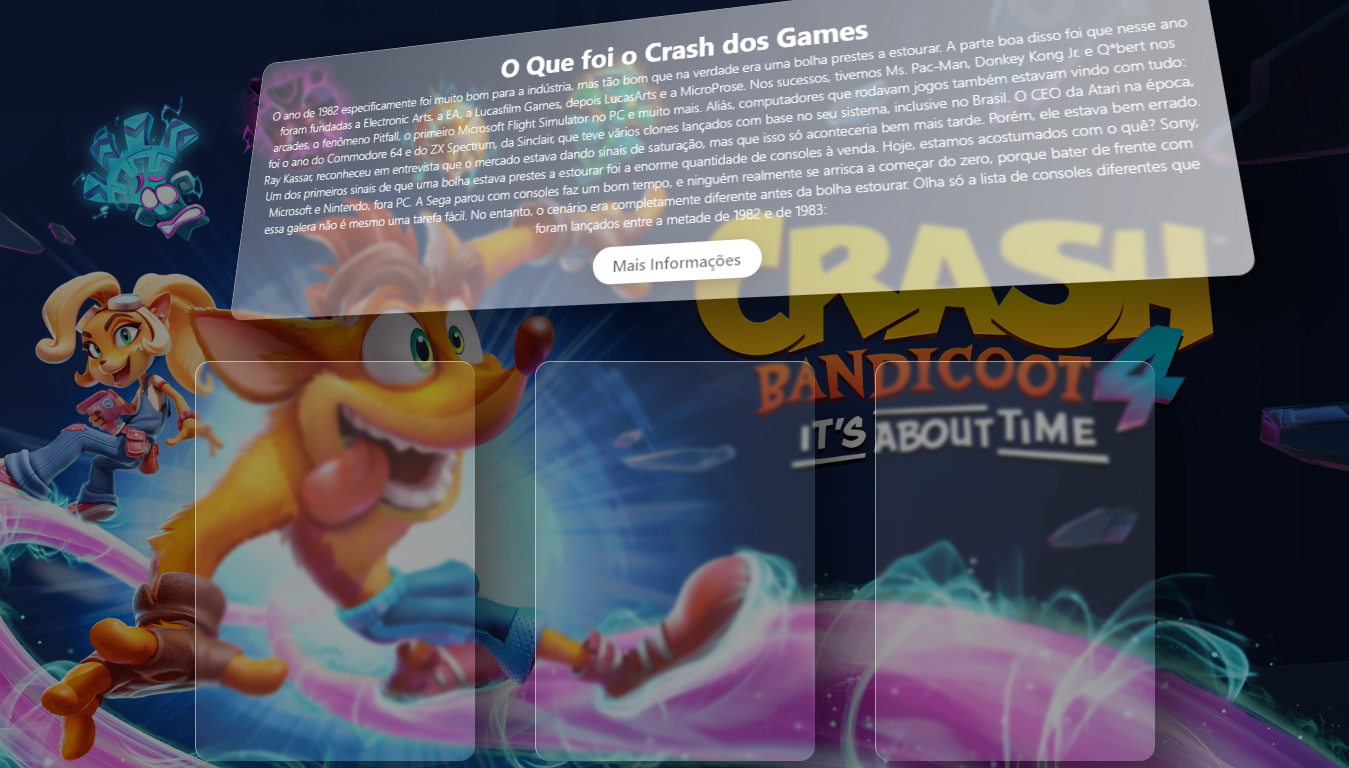 O Que foi o Crash dos Games
O ano de 1982 especificamente foi muito bom para a indústria, mas tão bom que na verdade era uma bolha prestes a estourar. A parte boa disso foi que nesse ano
foram fundadas a Electronic Arts, a EA, a Lucasfilm Games, depois LucasArts e a MicroProse. Nos sucessos, tivemos Ms. Pac-Man, Donkey Kong Jr. e Q*bert nos
arcades, o fenômeno Pitfall, o primeiro Microsoft Flight Simulator no PC e muito mais. Aliás, computadores que rodavam jogos também estavam vindo com tudo:
foi o ano do Commodore 64 e do ZX Spectrum, da Sinclair, que teve vários clones lançados com base no seu sistema, inclusive no Brasil. O CEO da Atari na época,
Ray Kassar, reconheceu em entrevista que o mercado estava dando sinais de saturação, mas que isso só aconteceria bem mais tarde. Porém, ele estava bem errado.
Um dos primeiros sinais de que uma bolha estava prestes a estourar foi a enorme quantidade de consoles à venda. Hoje, estamos acostumados com o quê? Sony,
Microsoft e Nintendo, fora PC. A Sega parou com consoles faz um bom tempo, e ninguém realmente se arrisca a começar do zero, porque bater de frente com
essa galera não é mesmo uma tarefa fácil. No entanto, o cenário era completamente diferente antes da bolha estourar. Olha só a lista de consoles diferentes que
foram lançados entre a metade de 1982 e de 1983:
Mais Informações
CRASH
BANDICOOT 4
IT'S ABOUT TIME